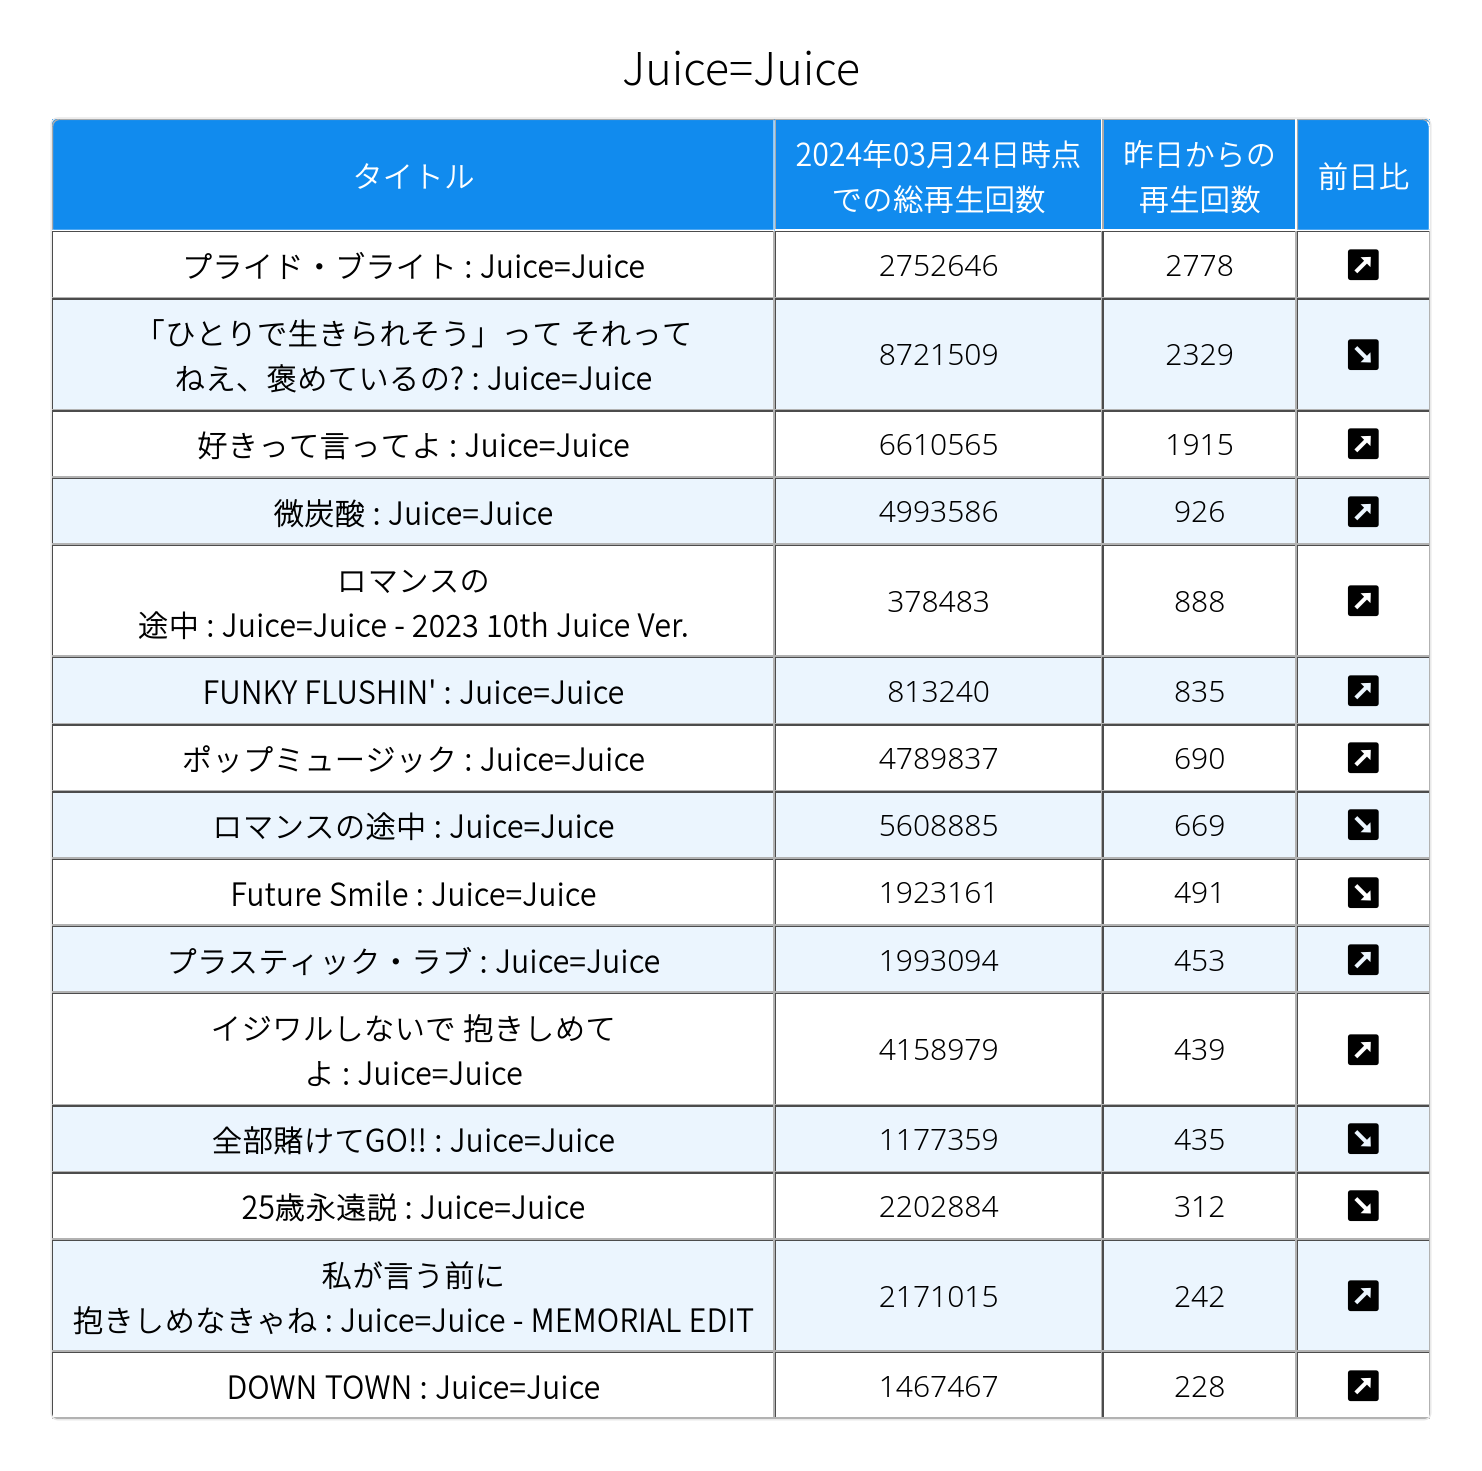 Juice=Juice
タイトル
2024年03月24日時点
での総再生回数
昨日からの
再生回数
前日比
プライド・ブライト : Juice=Juice
2752646
2778
「ひとりで生きられそう」って それって
ねえ、褒めているの? : Juice=Juice
8721509
2329
好きって言ってよ : Juice=Juice
6610565
1915
微炭酸 : Juice=Juice
4993586
926
ロマンスの
途中 : Juice=Juice - 2023 10th Juice Ver.
378483
888
FUNKY FLUSHIN' : Juice=Juice
813240
835
ポップミュージック : Juice=Juice
4789837
690
ロマンスの途中 : Juice=Juice
5608885
669
Future Smile : Juice=Juice
1923161
491
プラスティック・ラブ : Juice=Juice
1993094
453
イジワルしないで 抱きしめて
よ : Juice=Juice
4158979
439
全部賭けてGO!! : Juice=Juice
1177359
435
25歳永遠説 : Juice=Juice
2202884
312
私が言う前に
抱きしめなきゃね : Juice=Juice - MEMORIAL EDIT
2171015
242
DOWN TOWN : Juice=Juice
1467467
228